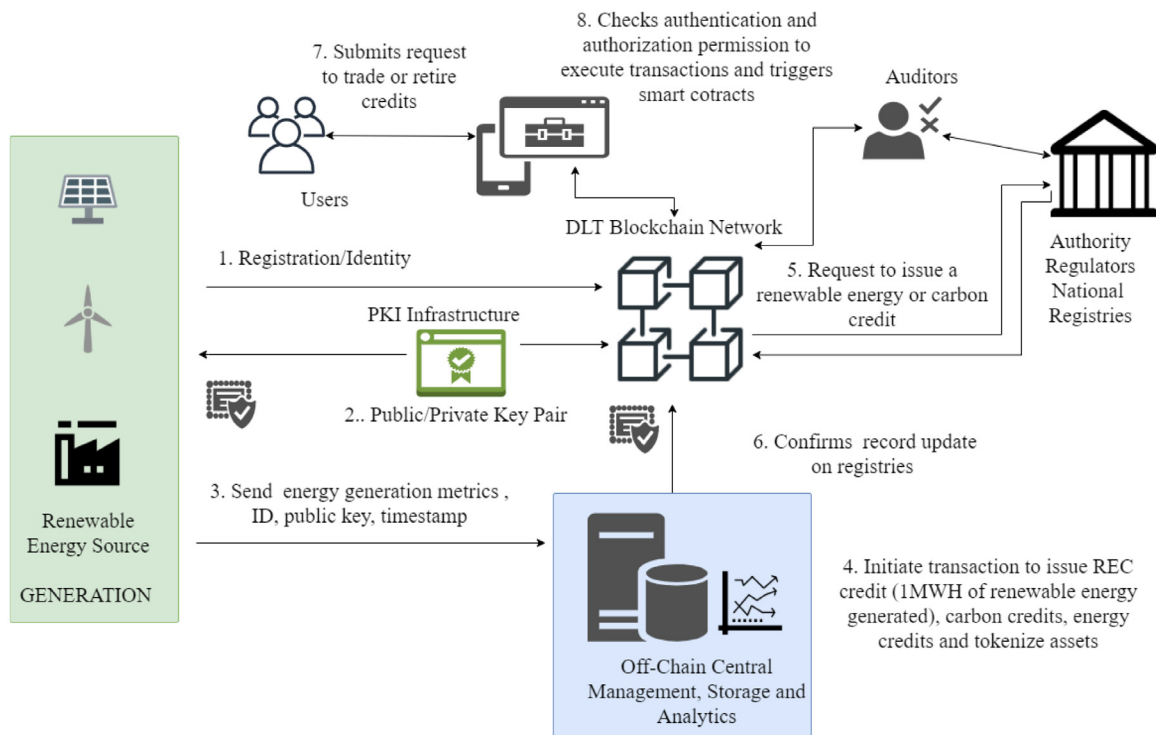 8. Checks authentication and
authorization permission to
execute transactions and triggers
smart cotracts
7. Submits request
to trade or retire
credits
Auditors
Users
DLT Blockchain Network
Authority
Regulators
National
Registries
1. Registration/Identity
5. Request to issue a
renewable energy or carbon
credit
PKI Infrastructure
2.. Public/Private Key Pair
6. Confirms record update
on registries
3. Send energy generation metrics ,
ID, public key, timestamp
Renewable
Energy Source
GENERATION
4. Initiate transaction to issue REC
credit (1MWH of renewable energy
generated), carbon credits, energy
credits and tokenize assets
Off-Chain Central
Management, Storage and
Analytics